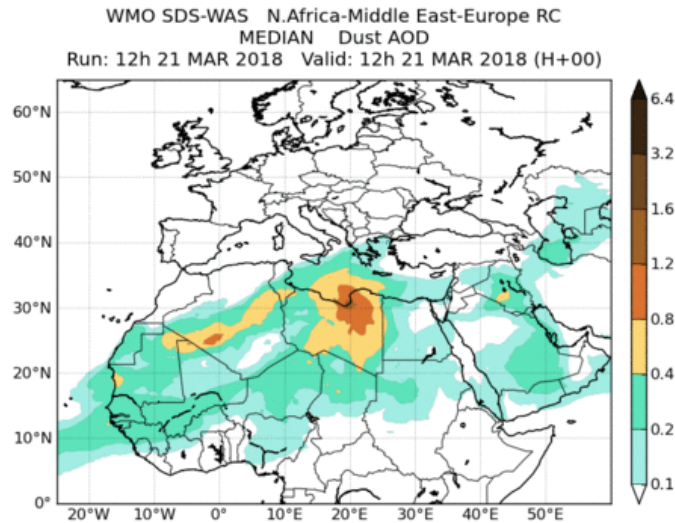 WMO SDS-WAS N.Africa-Middle East-Europe RC
MEDIAN Dust AOD
Run: 12h 21 MAR 2018 Valid: 12h 21 MAR 2018 (H+00)
60°N
50°N
40°N
30°N
20°N
10°N
0°
20°W
10°W
0°
10°E
20°E
30°E
40°E
50°E
6.4
3.2
1.6
1.2
0.8
0.4
0.2
0.1